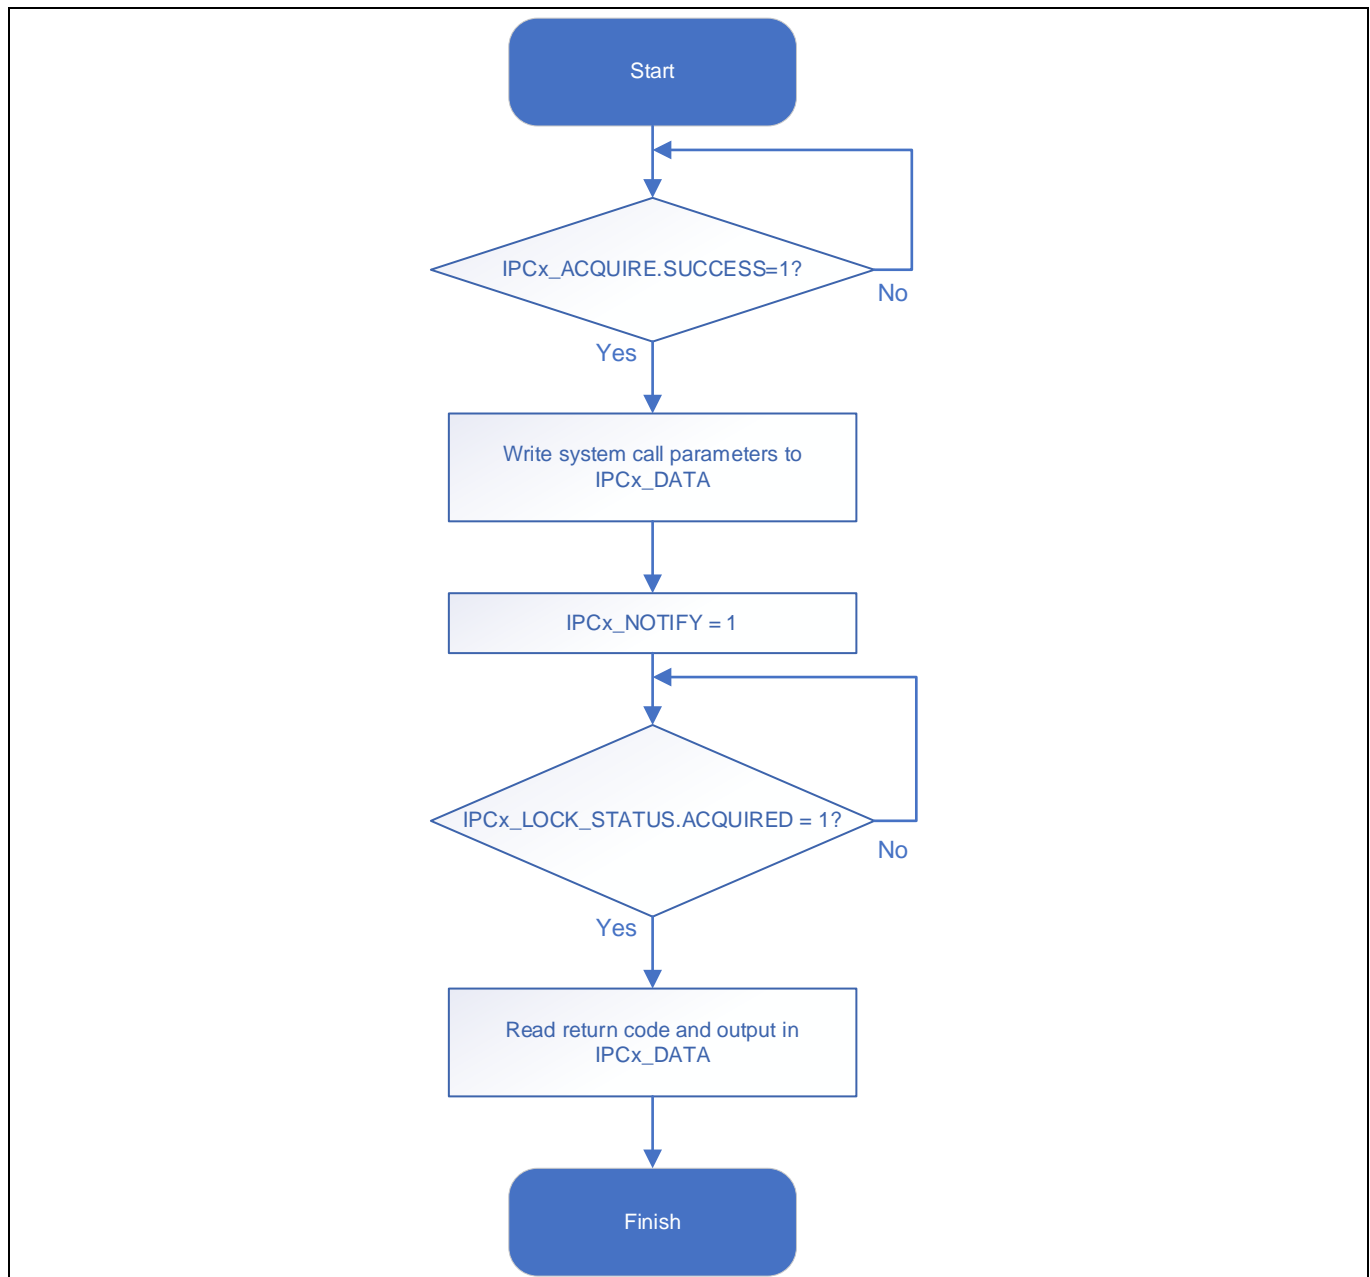 Start
IPCx_ACQUIRE.SUCCESS=1?
No
Yes
Write system call parameters to
IPCx_DATA
IPCx_NOTIFY = 1
IPCx_LOCK_STATUS.ACQUIRED = 1?
No
Yes
Read return code and output in
IPCx_DATA
Finish